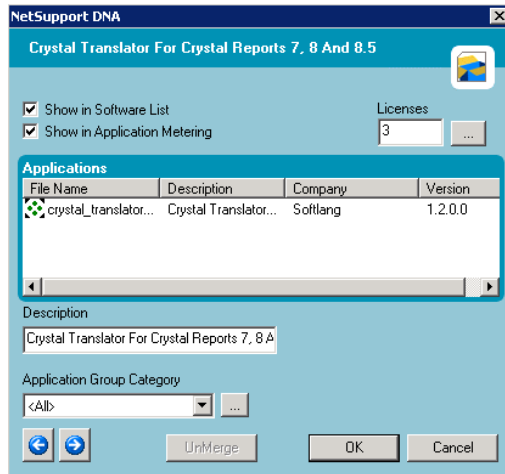 NetSupport DNA
Crystal Translator For Crystal Reports 7, 8 And 8.5
Show in Software List
Licenses
Show in Application Metering
3
...
Applications
File Name Description Company Version
crystal_translator... Crystal Translator... Softlang 1.2.0.0
Description
Crystal Translator For Crystal Reports 7, 8 A
Application Group Category
<All>
...
UnMerge OK Cancel